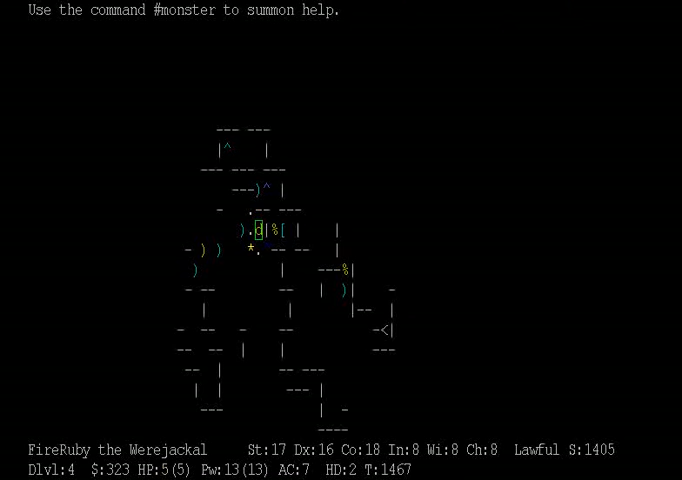 Use the command #monster to summon help.
--- ---
|^ |
--- --- ---
---)^ |
- .-- ---
).d|%[ | |
- ) ) *. -- -- |
) | ---%|
- -- -- | )| -
| | |-- |
- -- - -- -<|
-- -- | | ---
-- | -- ---
| | --- |
--- | -
----
FireRuby the Werejackal St:17 Dx:16 Co:18 In:8 Wi:8 Ch:8 Lawful S:1405
Dlvl:4 $:323 HP:5(5) Pw:13(13) AC:7 HD:2 T:1467